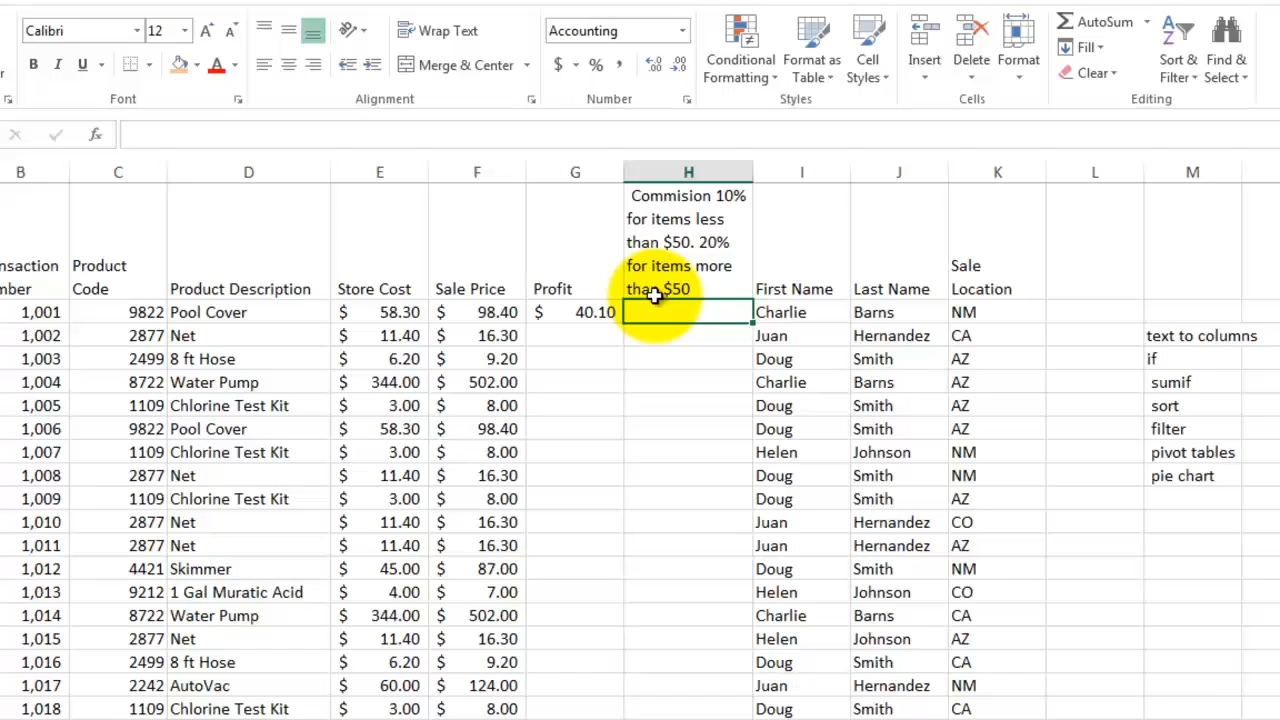 Calibri 12 Wrap Text Accounting AutoSum
B I U Merge & Center $ % , Conditional Formatting Format as Table Cell Styles Insert Delete Format Fill Clear Sort & Filter Find & Select
Font Alignment Number Styles Cells Editing
fx
B C D E F G H I J K L M
nsaction mber Product Code Product Description Store Cost Sale Price Profit Commision 10% for items less than $50. 20% for items more than $50 First Name Last Name Sale Location
1,001 9822 Pool Cover $ 58.30 $ 98.40 $ 40.10 Charlie Barns NM
1,002 2877 Net $ 11.40 $ 16.30 Juan Hernandez CA text to columns
1,003 2499 8 ft Hose $ 6.20 $ 9.20 Doug Smith AZ if
1,004 8722 Water Pump $ 344.00 $ 502.00 Charlie Barns AZ sumif
1,005 1109 Chlorine Test Kit $ 3.00 $ 8.00 Doug Smith AZ sort
1,006 9822 Pool Cover $ 58.30 $ 98.40 Doug Smith AZ filter
1,007 1109 Chlorine Test Kit $ 3.00 $ 8.00 Helen Johnson NM pivot tables
1,008 2877 Net $ 11.40 $ 16.30 Doug Smith NM pie chart
1,009 1109 Chlorine Test Kit $ 3.00 $ 8.00 Doug Smith AZ
1,010 2877 Net $ 11.40 $ 16.30 Juan Hernandez CO
1,011 2877 Net $ 11.40 $ 16.30 Juan Hernandez AZ
1,012 4421 Skimmer $ 45.00 $ 87.00 Doug Smith NM
1,013 9212 1 Gal Muratic Acid $ 4.00 $ 7.00 Helen Johnson CO
1,014 8722 Water Pump $ 344.00 $ 502.00 Charlie Barns CA
1,015 2877 Net $ 11.40 $ 16.30 Helen Johnson AZ
1,016 2499 8 ft Hose $ 6.20 $ 9.20 Doug Smith CA
1,017 2242 AutoVac $ 60.00 $ 124.00 Juan Hernandez NM
1,018 1109 Chlorine Test Kit $ 3.00 $ 8.00 Doug Smith CA